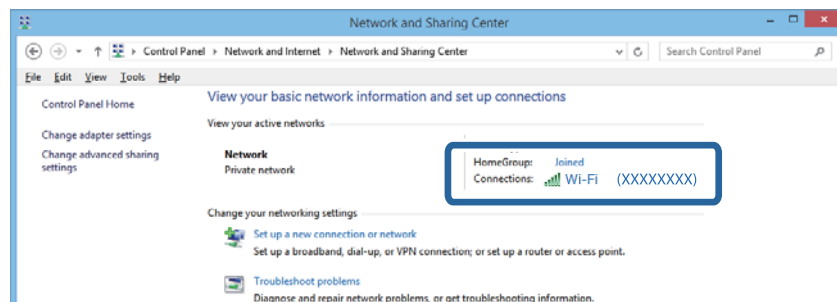 Network and Sharing Center
Control Panel Network and Internet Network and Sharing Center Search Control Panel
File Edit View Tools Help
Control Panel Home
Change adapter settings
Change advanced sharing
settings
View your basic network information and set up connections
View your active networks
Network
Private network
HomeGroup: Joined
Connections: Wi-Fi (XXXXXXXX)
Change your networking settings
Set up a new connection or network
Set up a broadband, dial-up, or VPN connection; or set up a router or access point.
Troubleshoot problems
Diagnose and repair network problems, or get troubleshooting information.